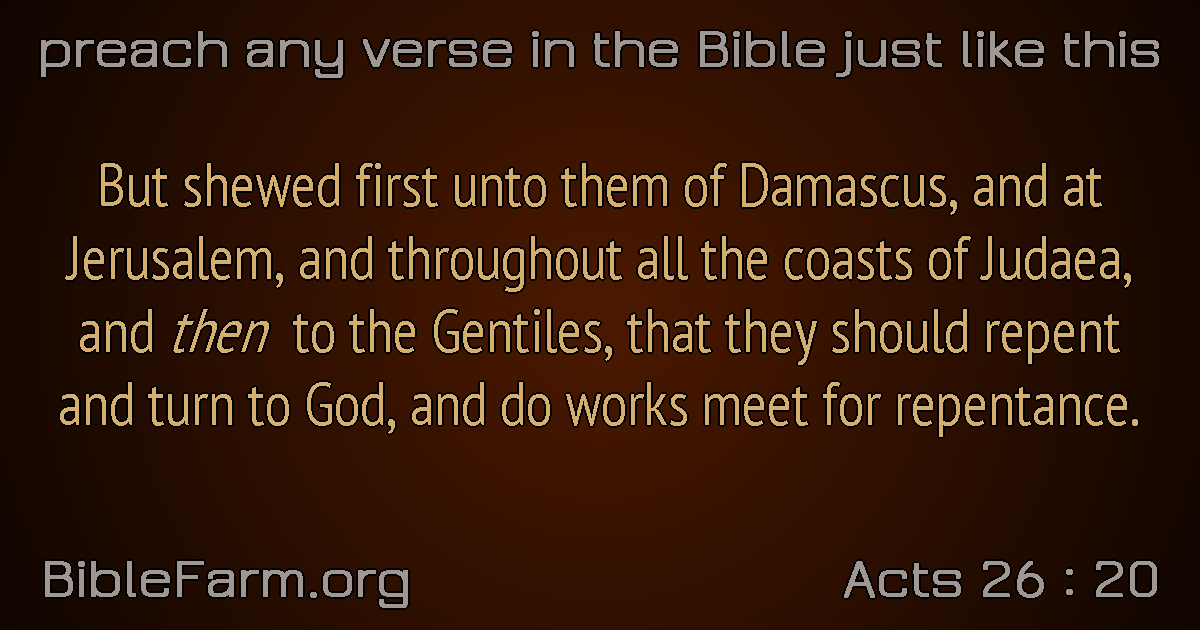 preach any verse in the Bible just like this
But shewed first unto them of Damascus, and at
Jerusalem, and throughout all the coasts of Judaea,
and then to the Gentiles, that they should repent
and turn to God, and do works meet for repentance.
BibleFarm.org
Acts 26 : 20